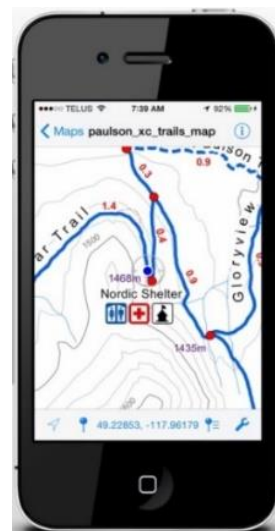 TELUS 7:39 AM 92%
Maps paulson_xc_trails_map
0.9
0.3
ar Trail
1.4
1500
0.4
0.9
Gloryview
1468m
Nordic Shelter
1435m
49.22853, -117.96179